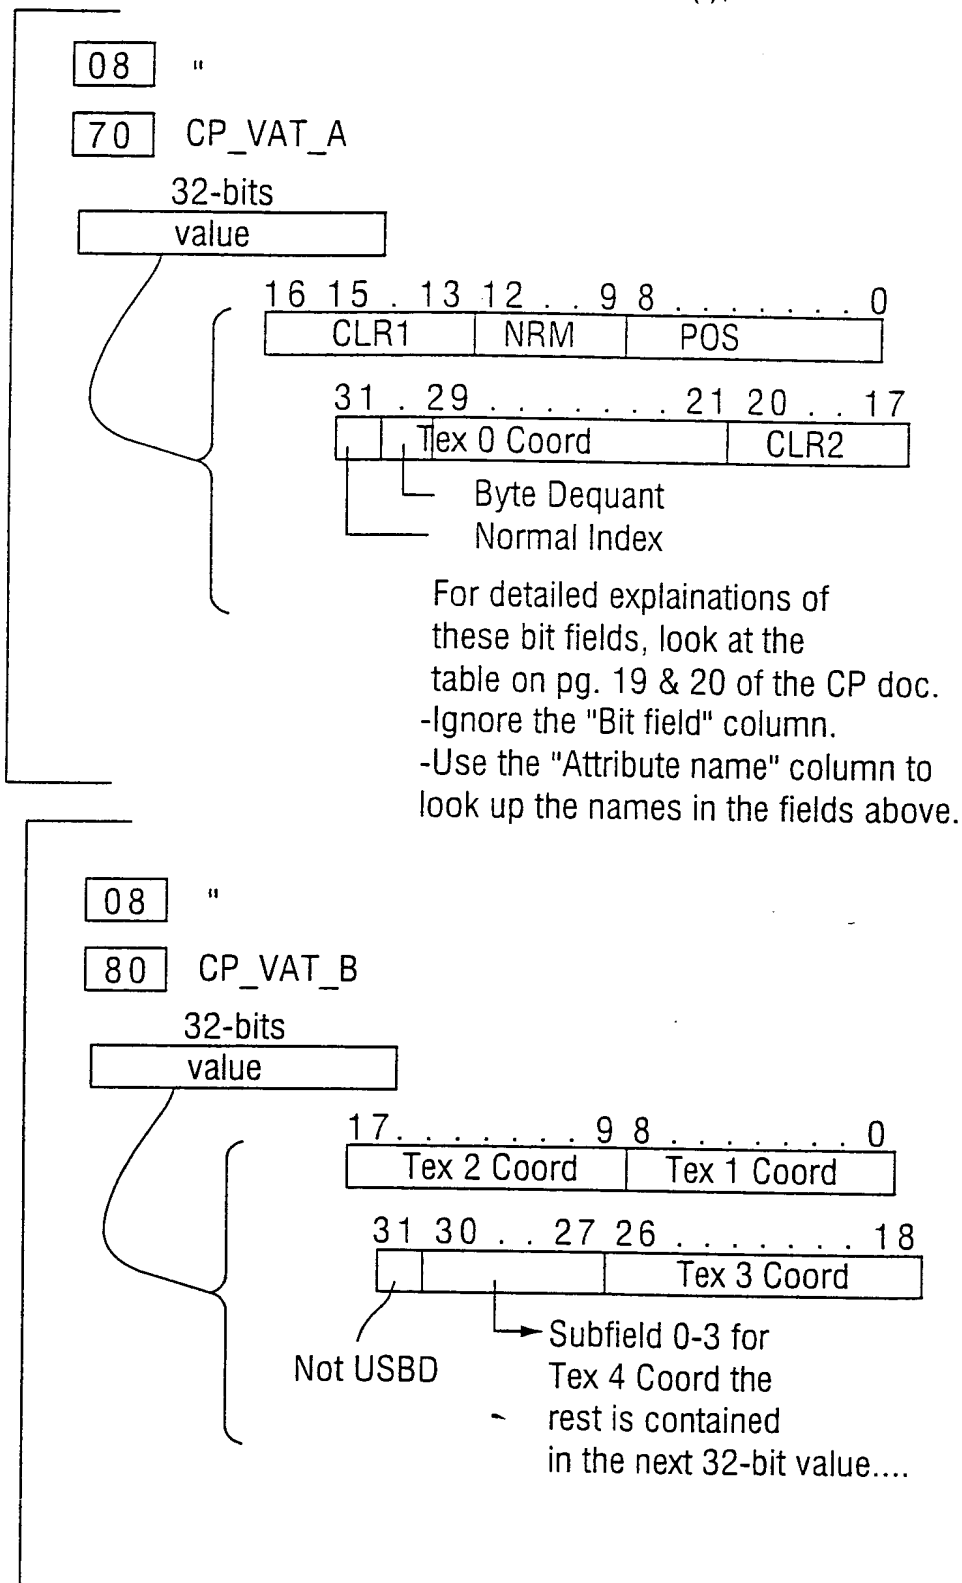 08 "
70 CP_VAT_A
32-bits
value
16 15 . 13 12 . . 9 8 . . . . . . . 0
CLR1 NRM POS
31 . 29 . . . . . . . 21 20 . . 17
Tex 0 Coord CLR2
Byte Dequant
Normal Index
For detailed explainations of
these bit fields, look at the
table on pg. 19 & 20 of the CP doc.
-Ignore the "Bit field" column.
-Use the "Attribute name" column to
look up the names in the fields above.
08 "
80 CP_VAT_B
32-bits
value
17. . . . . . . 9 8 . . . . . . . 0
Tex 2 Coord Tex 1 Coord
31 30 . . 27 26 . . . . . . . 18
Tex 3 Coord
Not USBD
Subfield 0-3 for
Tex 4 Coord the
rest is contained
in the next 32-bit value....